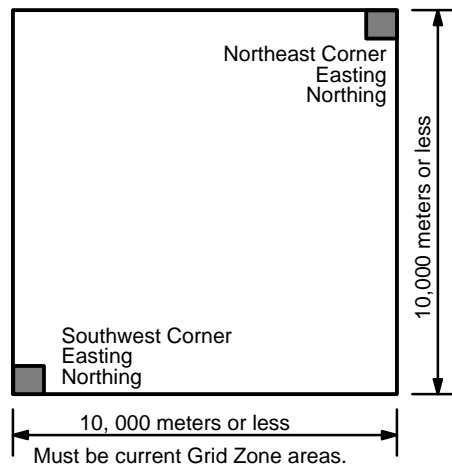 Northeast Corner
Easting
Northing
10,000 meters or less
Southwest Corner
Easting
Northing
10, 000 meters or less
Must be current Grid Zone areas.